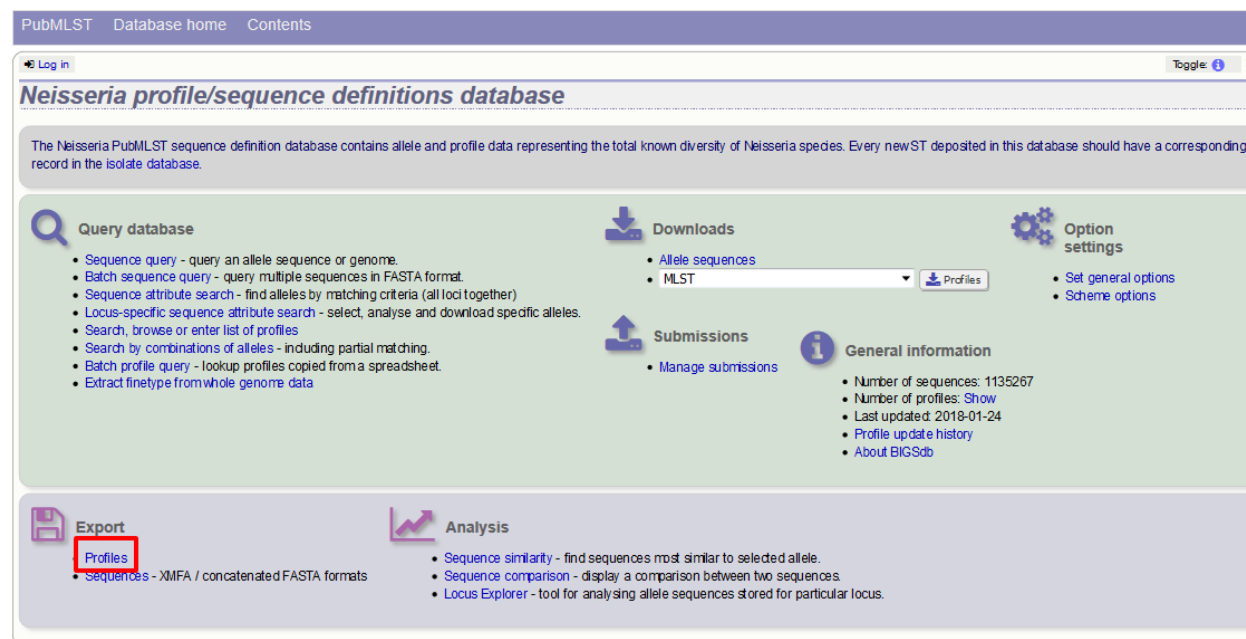 PubMLST Database home Contents
Log in
Toggle:
Neisseria profile/sequence definitions database
The Neisseria PubMLST sequence definition database contains allele and profile data representing the total known diversity of Neisseria species. Every new ST deposited in this database should have a corresponding
record in the isolate database.
Query database
• Sequence query - query an allele sequence or genome.
• Batch sequence query - query multiple sequences in FASTA format.
• Sequence attribute search - find alleles by matching criteria (all loci together)
• Locus-specific sequence attribute search - select, analyse and download specific alleles.
• Search, browse or enter list of profiles
• Search by combinations of alleles - including partial matching.
• Batch profile query - lookup profiles copied from a spreadsheet.
• Extract finetype from whole genome data
Downloads
• Allele sequences
• MLST Profiles
Submissions
• Manage submissions
Option
settings
• Set general options
• Scheme options
General information
• Number of sequences: 1135267
• Number of profiles: Show
• Last updated: 2018-01-24
• Profile update history
• About BIGSdb
Export
• Profiles
• Sequences - XMFA / concatenated FASTA formats
Analysis
• Sequence similarity - find sequences most similar to selected allele.
• Sequence comparison - display a comparison between two sequences.
• Locus Explorer - tool for analysing allele sequences stored for particular locus.